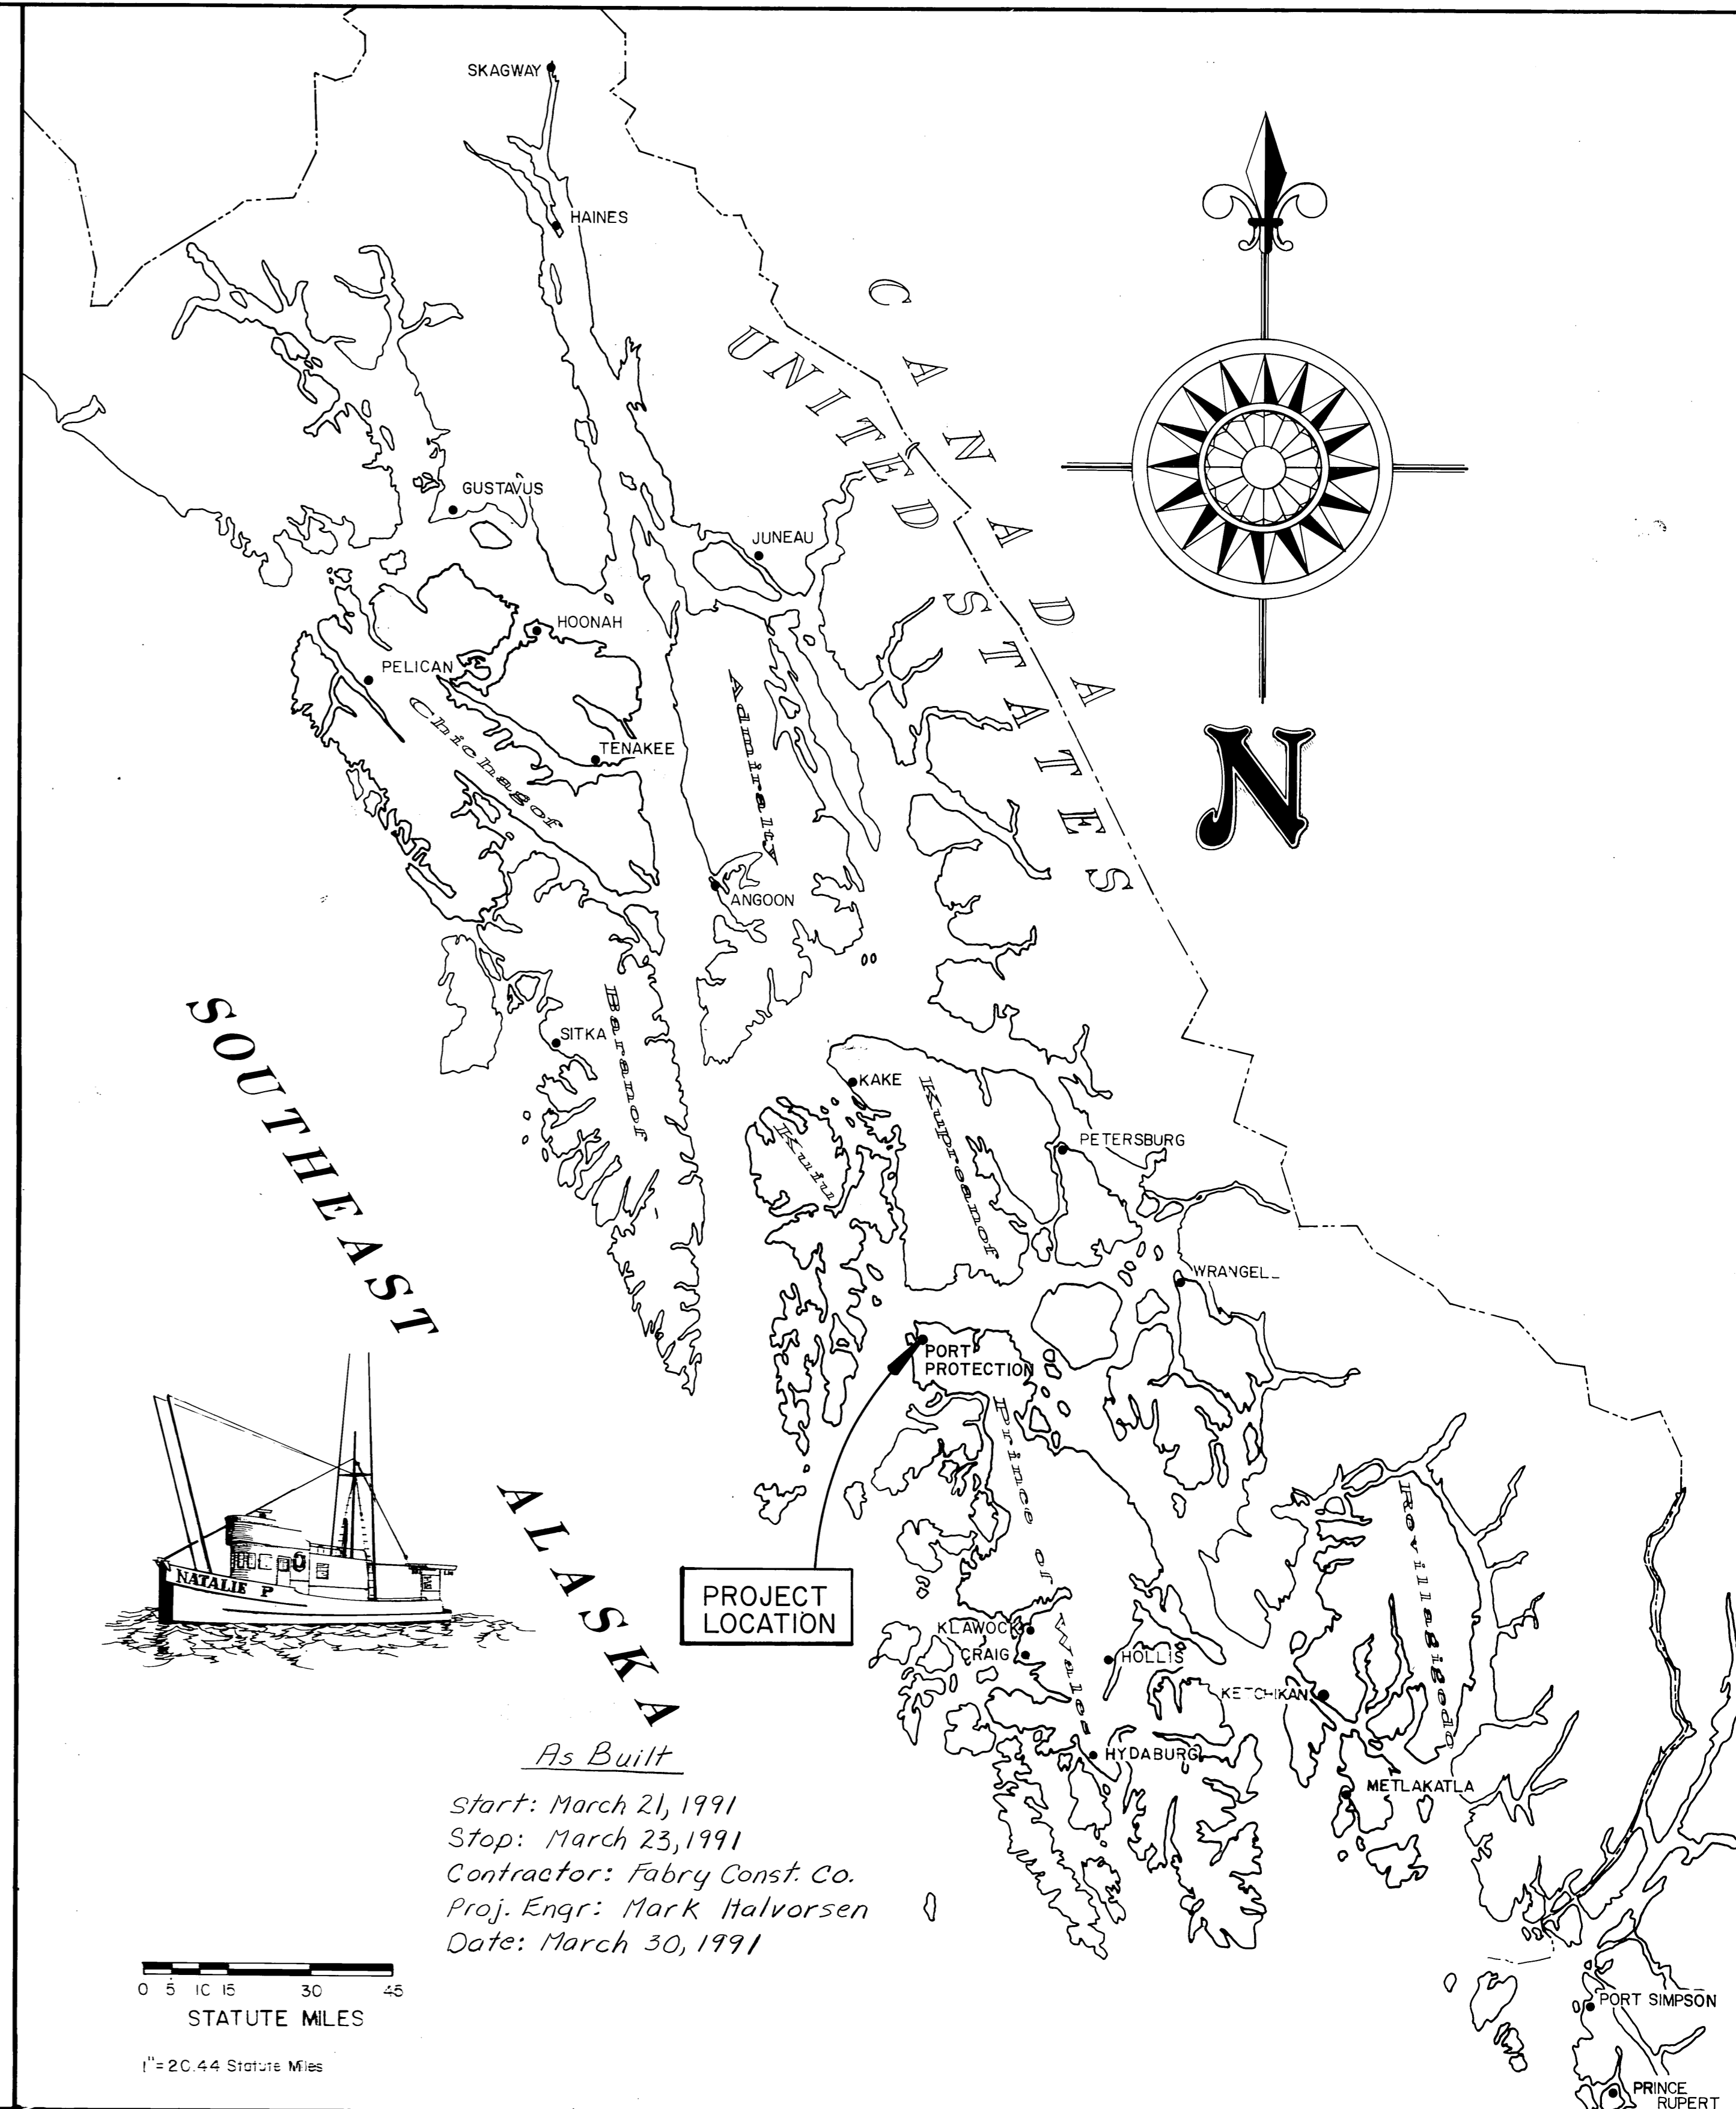 SKAGWAY
HAINES
CANADA
UNITED STATES
GUSTAVUS
JUNEAU
HOONAH
PELICAN
Chichagof
TENAKEE
Admiralty
N
ANGOON
SOUTHEAST ALASKA
SITKA
Baranof
KAKE
Kuiu
Kupreanof
PETERSBURG
WRANGELL
PORT
PROTECTION
Prince of Wales
Revillagigedo
NATALIE P
PROJECT
LOCATION
KLAWOCK
CRAIG
HOLLIS
KETCHIKAN
HYDABURG
METLAKATLA
As Built
Start: March 21, 1991
Stop: March 23, 1991
Contractor: Fabry Const. Co.
Proj. Engr: Mark Halvorsen
Date: March 30, 1991
0 5 10 15 30 45
STATUTE MILES
1"=20.44 Statute Miles
PORT SIMPSON
PRINCE
RUPERT